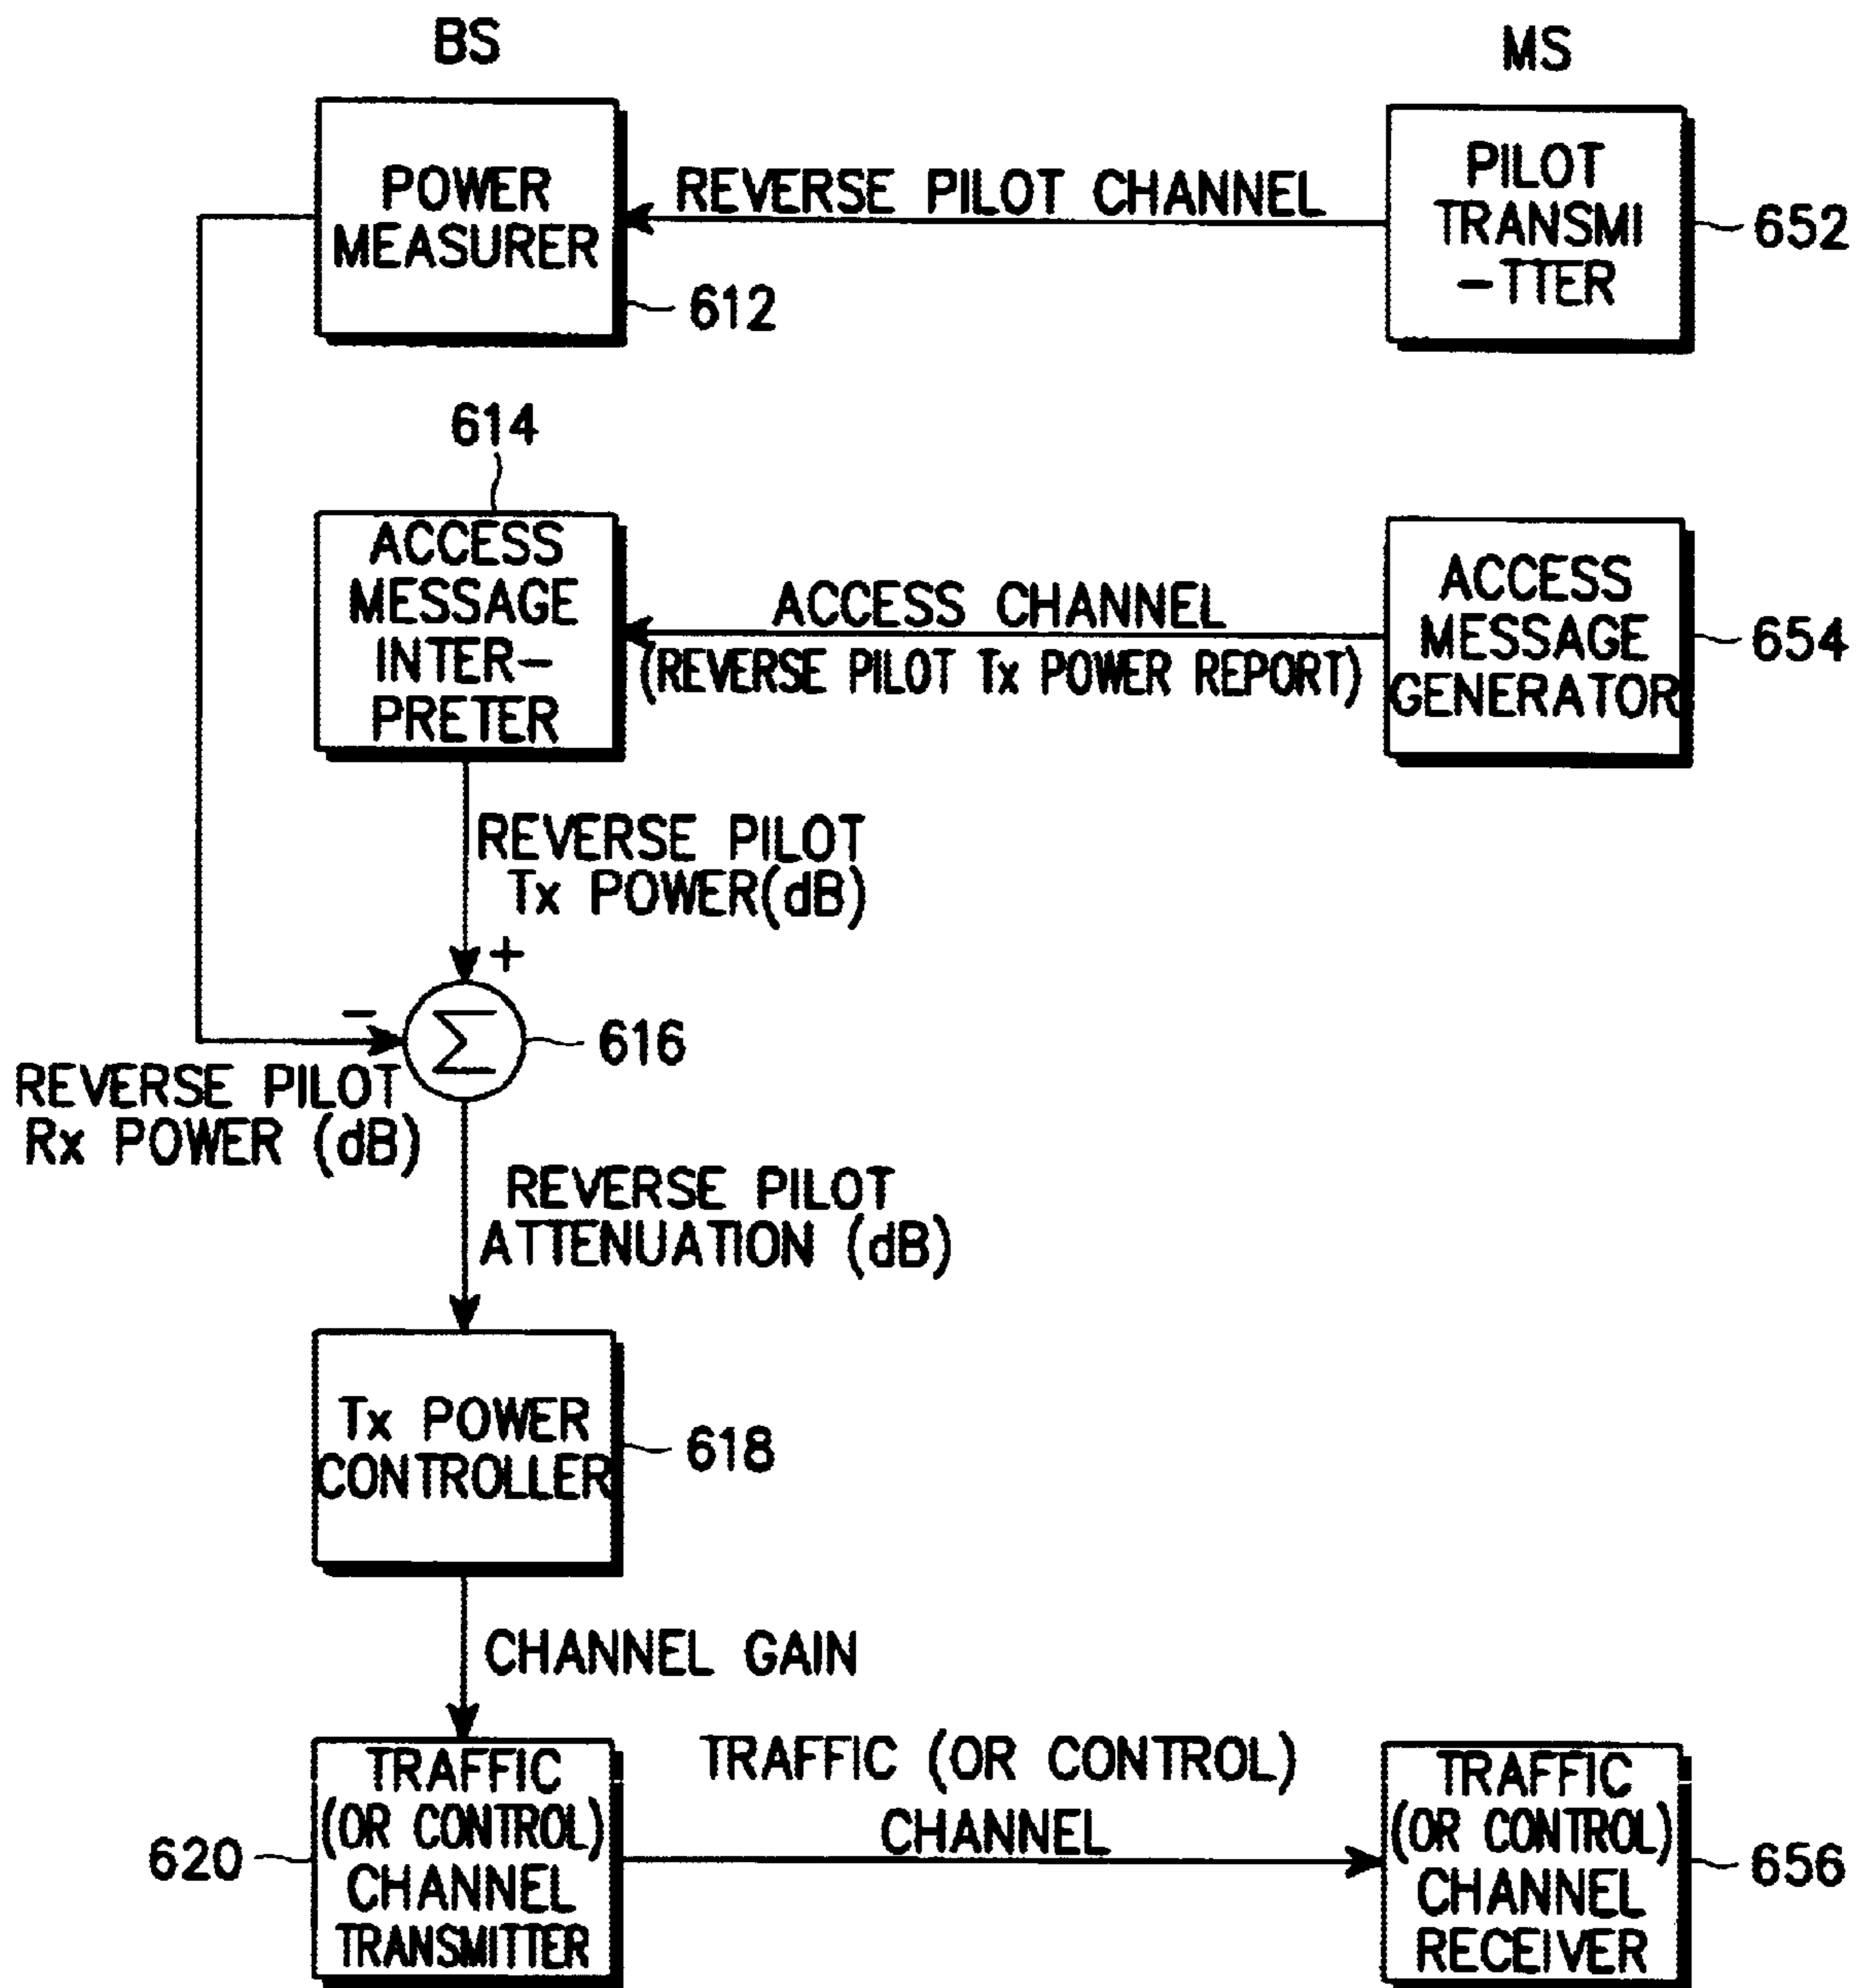 BS
MS
POWER
MEASURER
612
REVERSE PILOT CHANNEL
PILOT
TRANSMI
-TTER
652
614
ACCESS
MESSAGE
INTER-
PRETER
ACCESS CHANNEL
(REVERSE PILOT Tx POWER REPORT)
ACCESS
MESSAGE
GENERATOR
654
REVERSE PILOT
Tx POWER(dB)
+
-
Σ
616
REVERSE PILOT
Rx POWER (dB)
REVERSE PILOT
ATTENUATION (dB)
Tx POWER
CONTROLLER
618
CHANNEL GAIN
620
TRAFFIC
(OR CONTROL)
CHANNEL
TRANSMITTER
TRAFFIC (OR CONTROL)
CHANNEL
TRAFFIC
(OR CONTROL)
CHANNEL
RECEIVER
656